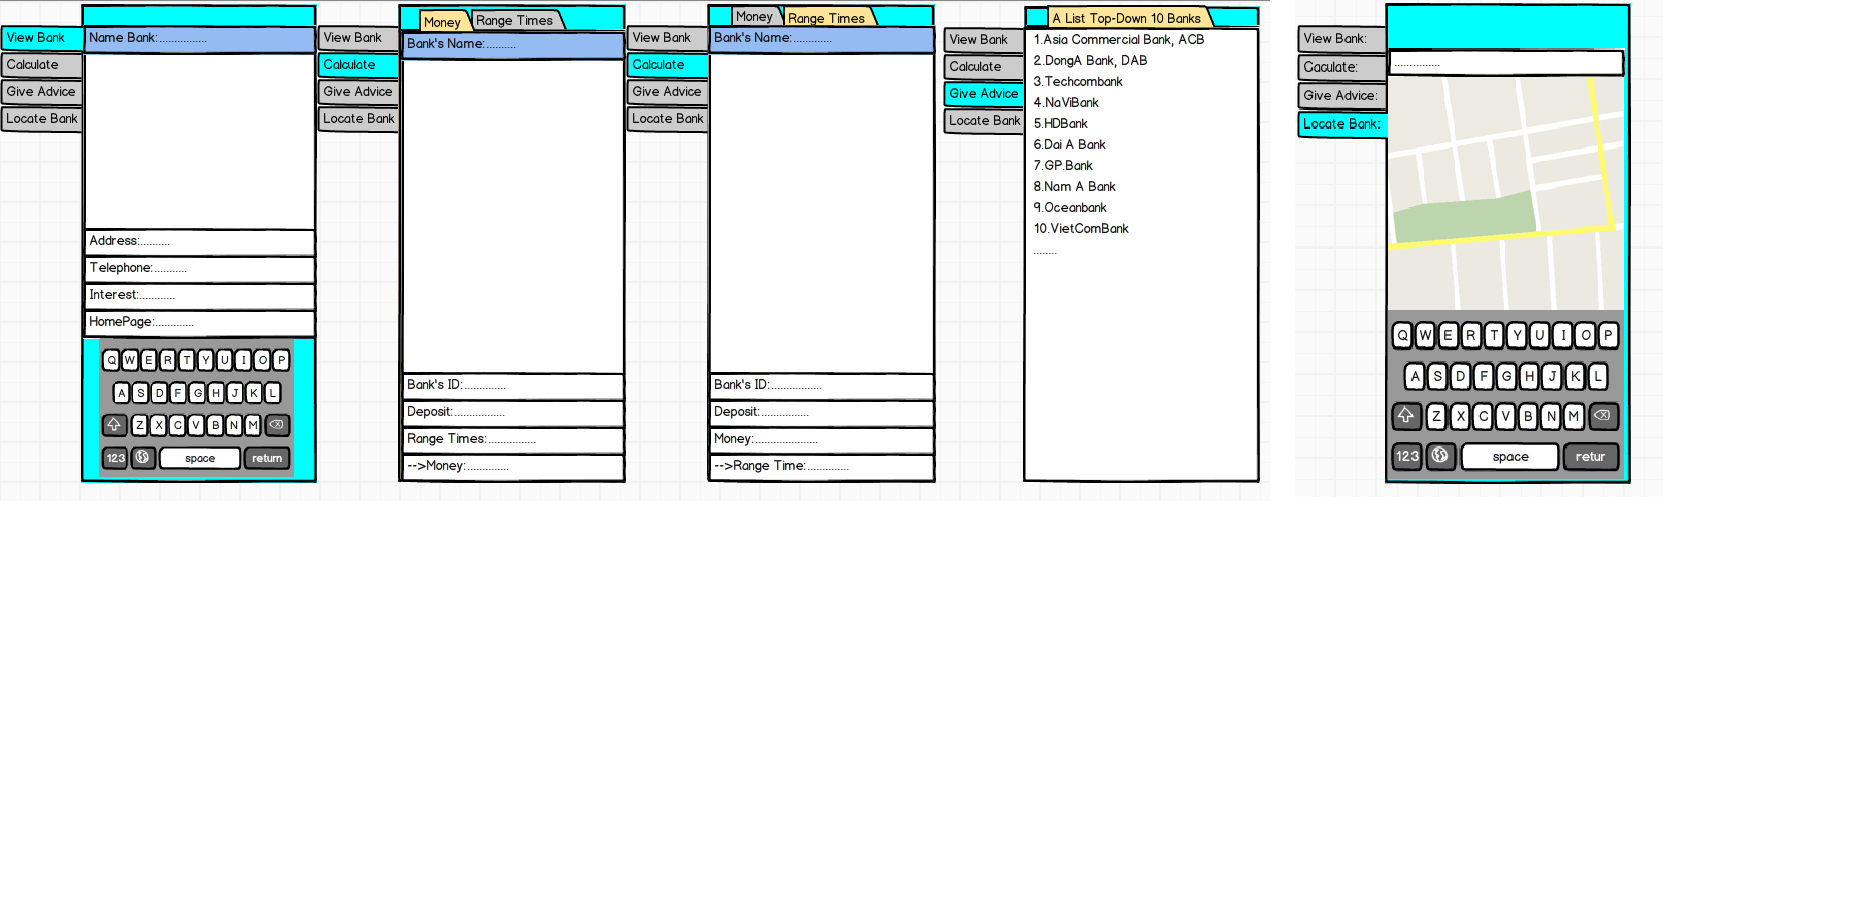 View Bank
Calculate
Give Advice
Locate Bank
Name Bank:................
Address:..........
Telephone:...........
Interest:............
HomePage:.............
Q W E R T Y U I O P
A S D F G H J K L
Z X C V B N M
123 space return
View Bank
Calculate
Give Advice
Locate Bank
Money Range Times
Bank's Name:..........
Bank's ID:..............
Deposit:.................
Range Times:................
-->Money:..............
View Bank
Calculate
Give Advice
Locate Bank
Money Range Times
Bank's Name:.............
Bank's ID:.................
Deposit:................
Money:.....................
-->Range Time:..............
View Bank
Calculate
Give Advice
Locate Bank
A List Top-Down 10 Banks
1.Asia Commercial Bank, ACB
2.DongA Bank, DAB
3.Techcombank
4.NaViBank
5.HDBank
6.Dai A Bank
7.GP.Bank
8.Nam A Bank
9.Oceanbank
10.VietComBank
........
View Bank:
Caculate:
Give Advice:
Locate Bank:
...............
Q W E R T Y U I O P
A S D F G H J K L
Z X C V B N M
123 space retur